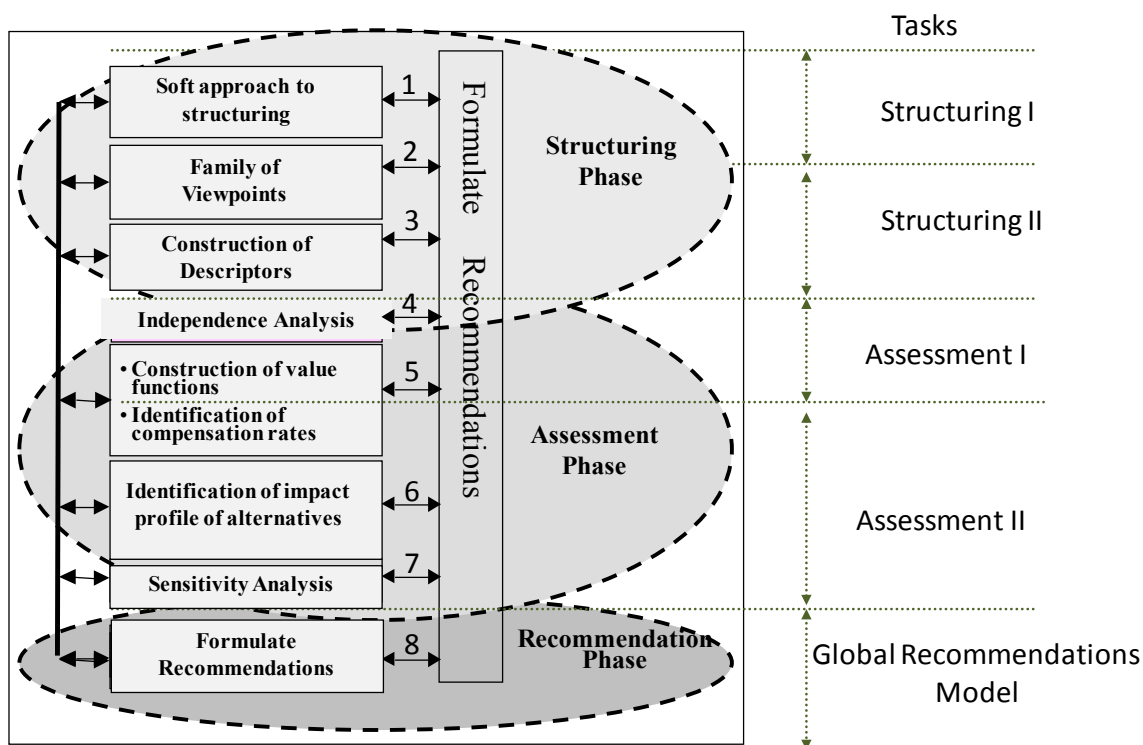 Tasks
Soft approach to
structuring
1
Structuring I
Family of
Viewpoints
2
Structuring
Phase
Structuring II
Construction of
Descriptors
3
Formulate Recommendations
Independence Analysis
4
Assessment I
• Construction of value
functions
• Identification of
compensation rates
5
Assessment
Phase
Identification of impact
profile of alternatives
6
Assessment II
Sensitivity Analysis
7
Formulate
Recommendations
8
Recommendation
Phase
Global Recommendations
Model